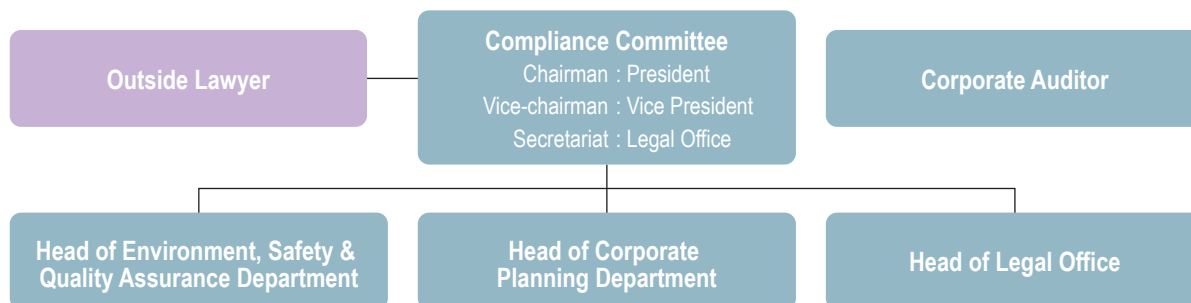 Outside Lawyer
Compliance Committee
Chairman : President
Vice-chairman : Vice President
Secretariat : Legal Office
Corporate Auditor
Head of Environment, Safety &
Quality Assurance Department
Head of Corporate
Planning Department
Head of Legal Office